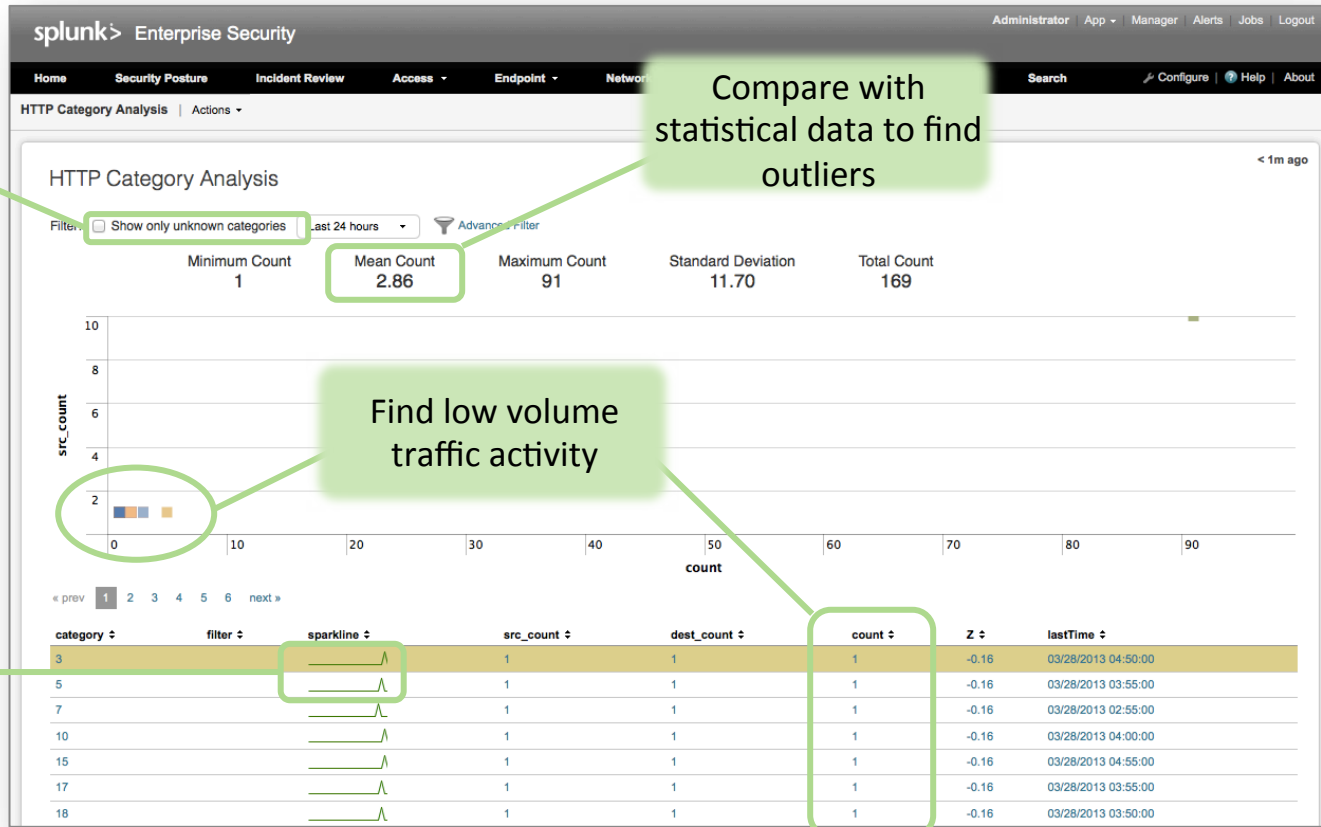 splunk> Enterprise Security
Administrator | App | Manager | Alerts | Jobs | Logout
Home Security Posture Incident Review Access Endpoint Search Configure | Help | About
HTTP Category Analysis | Actions
Compare with
statistical data to find
outliers
< 1m ago
HTTP Category Analysis
Show only unknown categories Last 24 hours Filter
Minimum Count Mean Count Maximum Count Standard Deviation Total Count
1 2.86 91 11.70 169
10
8
6
4
2
src_count
Find low volume
traffic activity
0 10 20 30 40 50 60 70 80 90
count
« prev 1 2 3 4 5 6 next »
category filter sparkline src_count dest_count count Z lastTime
3 1 1 1 -0.16 03/28/2013 04:50:00
5 1 1 1 -0.16 03/28/2013 03:55:00
7 1 1 1 -0.16 03/28/2013 02:55:00
10 1 1 1 -0.16 03/28/2013 04:00:00
15 1 1 1 -0.16 03/28/2013 04:55:00
17 1 1 1 -0.16 03/28/2013 03:55:00
18 1 1 1 -0.16 03/28/2013 03:50:00